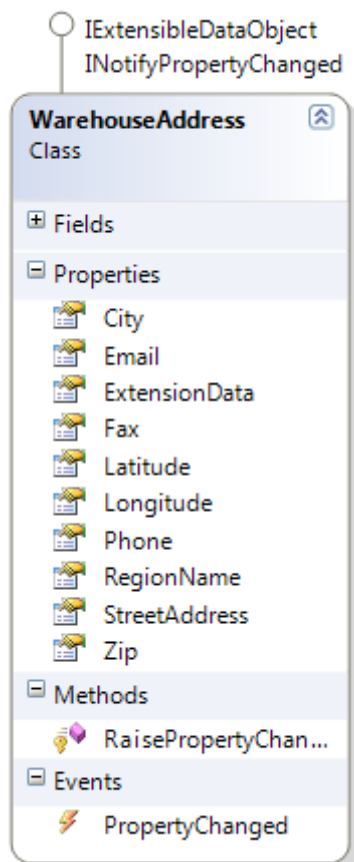 IExtensibleDataObject
INotifyPropertyChanged
WarehouseAddress
Class
Fields
Properties
City
Email
ExtensionData
Fax
Latitude
Longitude
Phone
RegionName
StreetAddress
Zip
Methods
RaisePropertyChan...
Events
PropertyChanged